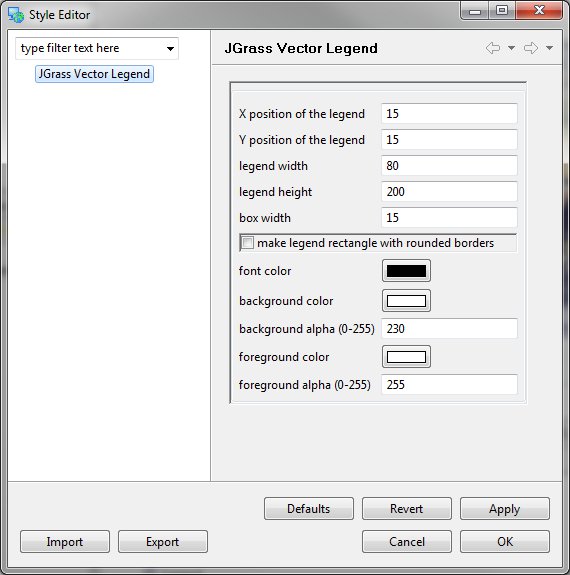 Style Editor
type filter text here
JGrass Vector Legend
JGrass Vector Legend
X position of the legend 15
Y position of the legend 15
legend width 80
legend height 200
box width 15
make legend rectangle with rounded borders
font color
background color
background alpha (0-255) 230
foreground color
foreground alpha (0-255) 255
Defaults Revert Apply
Import Export Cancel OK